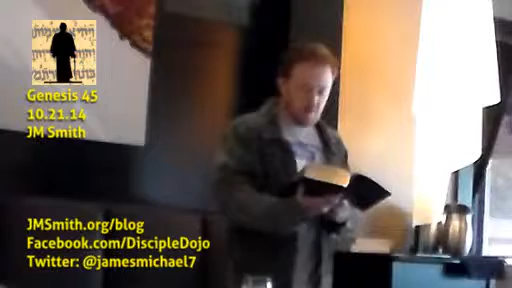 Genesis 45
10.21.14
JM Smith
JMSmith.org/blog
Facebook.com/DiscipleDojo
Twitter: @jamesmichael7